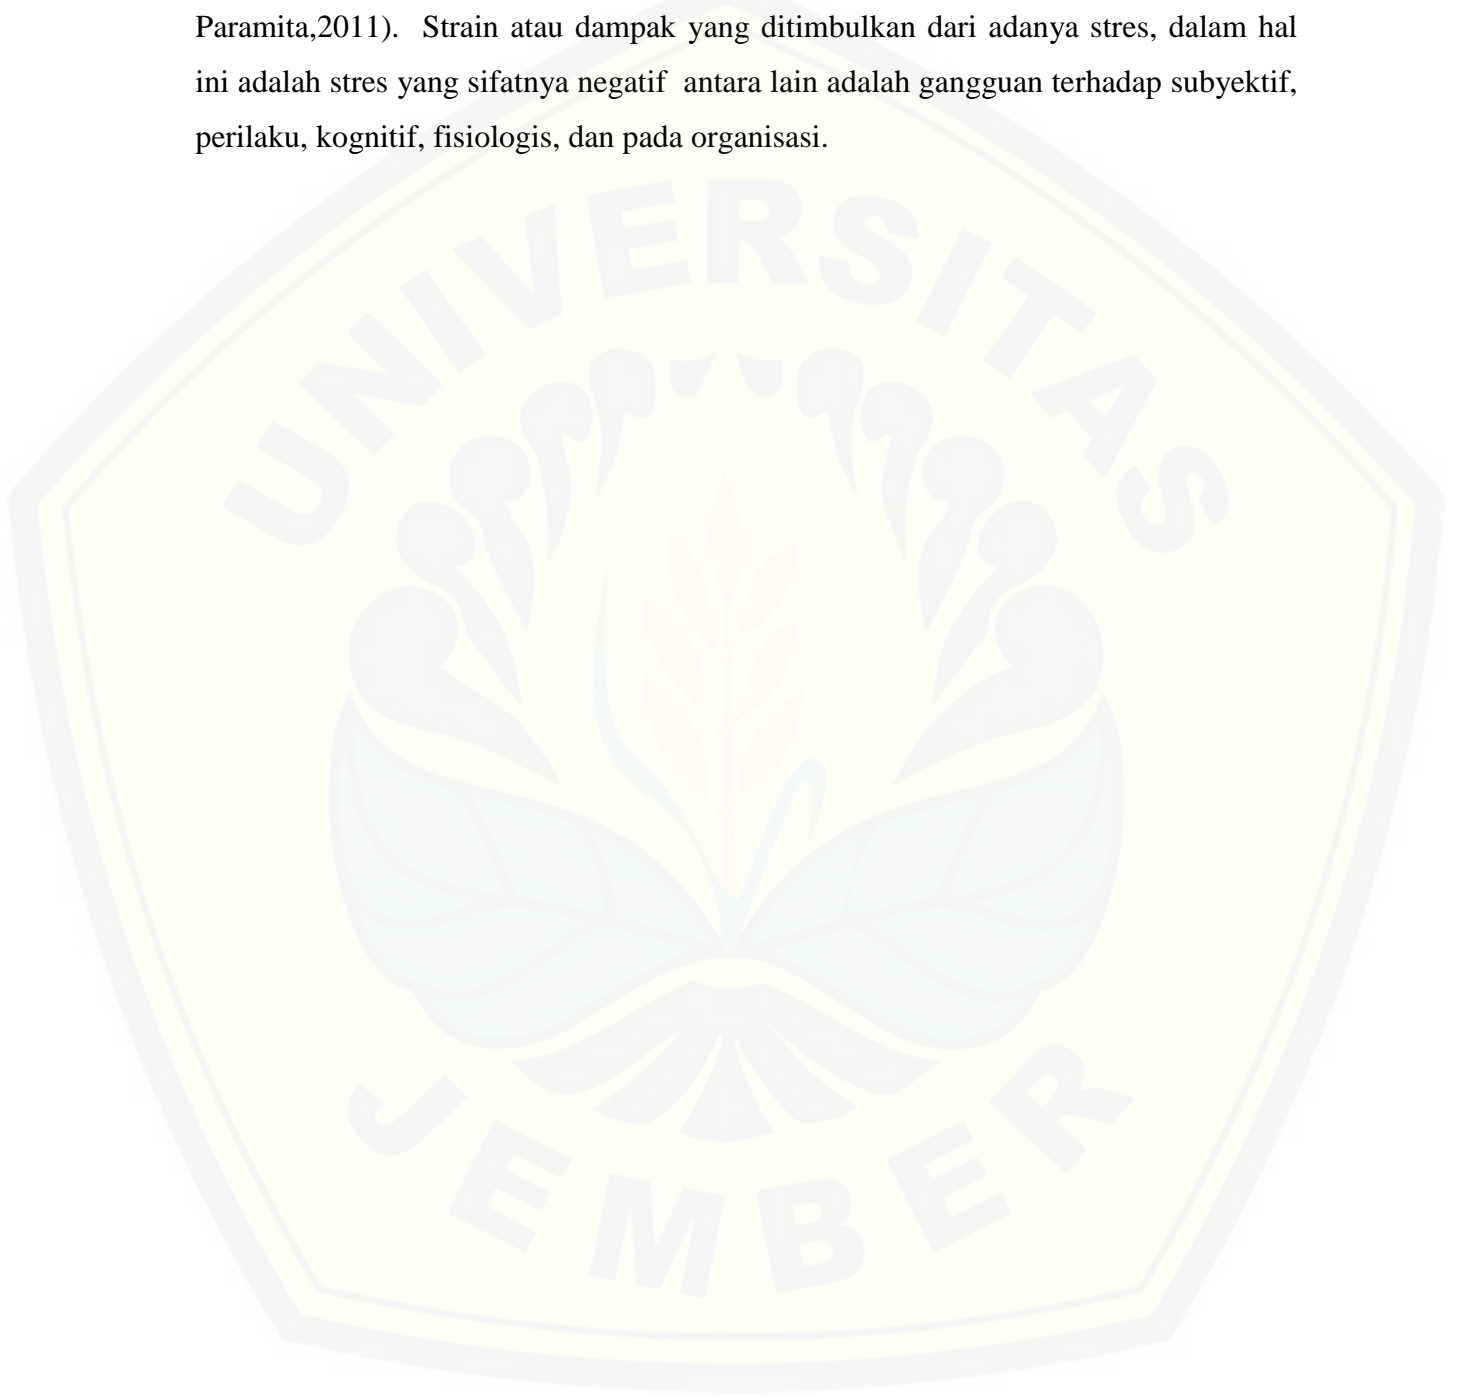 Paramita,2011). Strain atau dampak yang ditimbulkan dari adanya stres, dalam hal
ini adalah stres yang sifatnya negatif antara lain adalah gangguan terhadap subyektif,
perilaku, kognitif, fisiologis, dan pada organisasi.
UNIVERSITAS
JEMBER